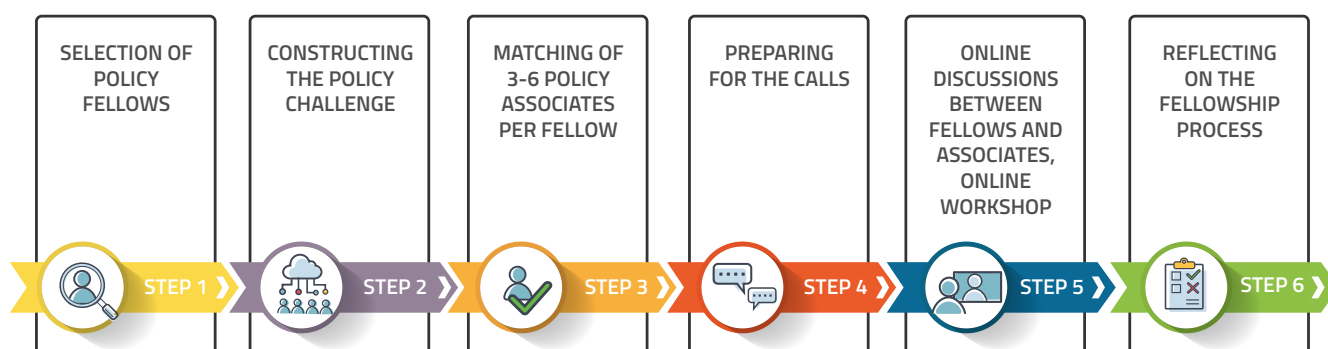 SELECTION OF
POLICY
FELLOWS
CONSTRUCTING
THE POLICY
CHALLENGE
MATCHING OF
3-6 POLICY
ASSOCIATES
PER FELLOW
PREPARING
FOR THE CALLS
ONLINE
DISCUSSIONS
BETWEEN
FELLOWS AND
ASSOCIATES,
ONLINE
WORKSHOP
REFLECTING
ON THE
FELLOWSHIP
PROCESS
STEP 1
STEP 2
STEP 3
STEP 4
STEP 5
STEP 6